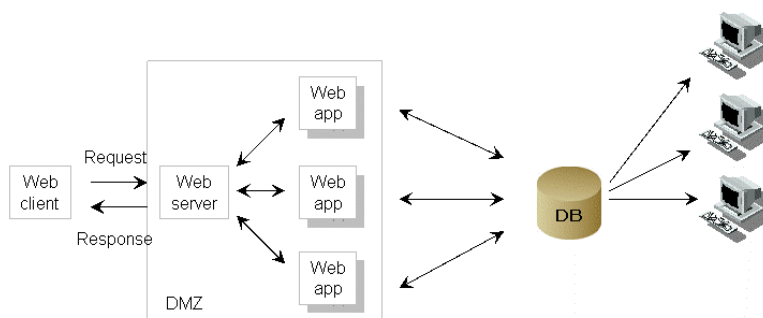 Web
app
Request
Web
client
Web
server
Web
app
DB
Response
Web
app
DMZ